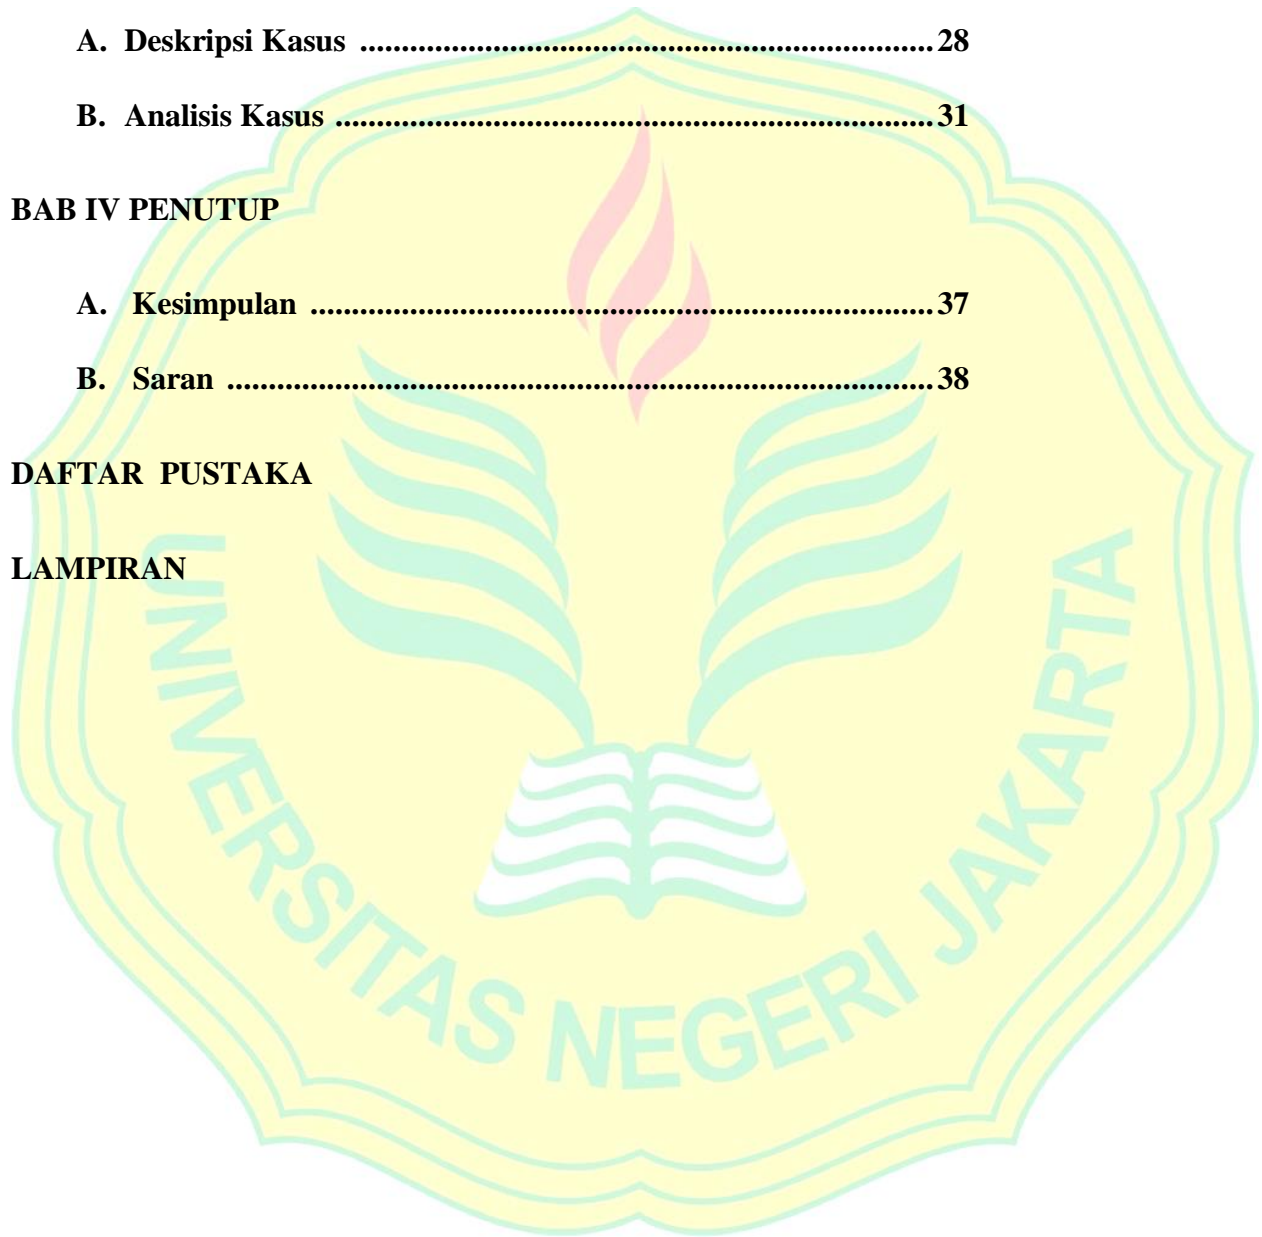 A. Deskripsi Kasus ......................................................................28
B. Analisis Kasus .........................................................................31
BAB IV PENUTUP
A. Kesimpulan ............................................................................37
B. Saran ......................................................................................38
DAFTAR PUSTAKA
LAMPIRAN
UNIVERSITAS NEGERI JAKARTA